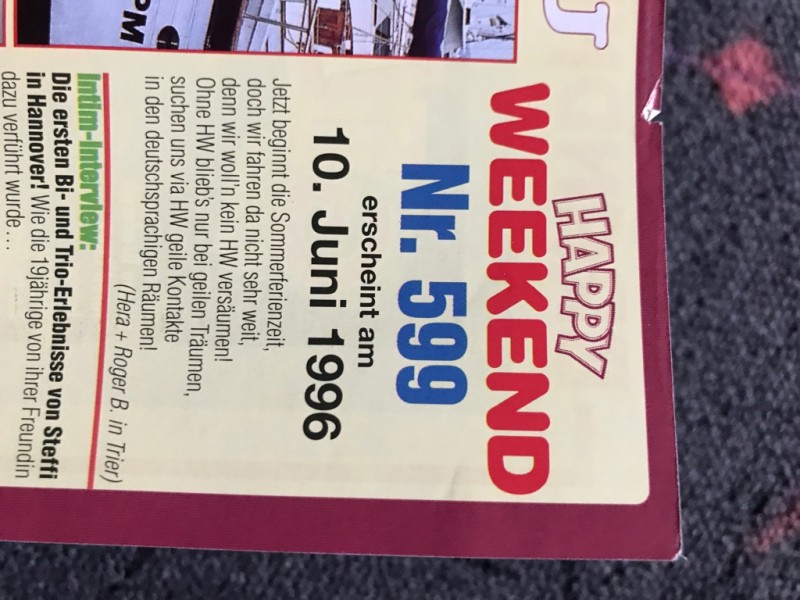 HAPPY
WEEKEND
Nr. 599
erscheint am
10. Juni 1996
Jetzt beginnt die Sommerferienzeit,
doch wir fahren da nicht sehr weit,
denn wir woll'n kein HW versäumen!
Ohne HW blieb's nur bei geilen Träumen,
suchen uns via HW geile Kontakte
in den deutschsprachigen Räumen!
(Hera + Roger B. in Trier)
Intim-Interview:
Die ersten Bi- und Trio-Erlebnisse von Steffi
in Hannover! Wie die 19jährige von ihrer Freundin
dazu verführt wurde...